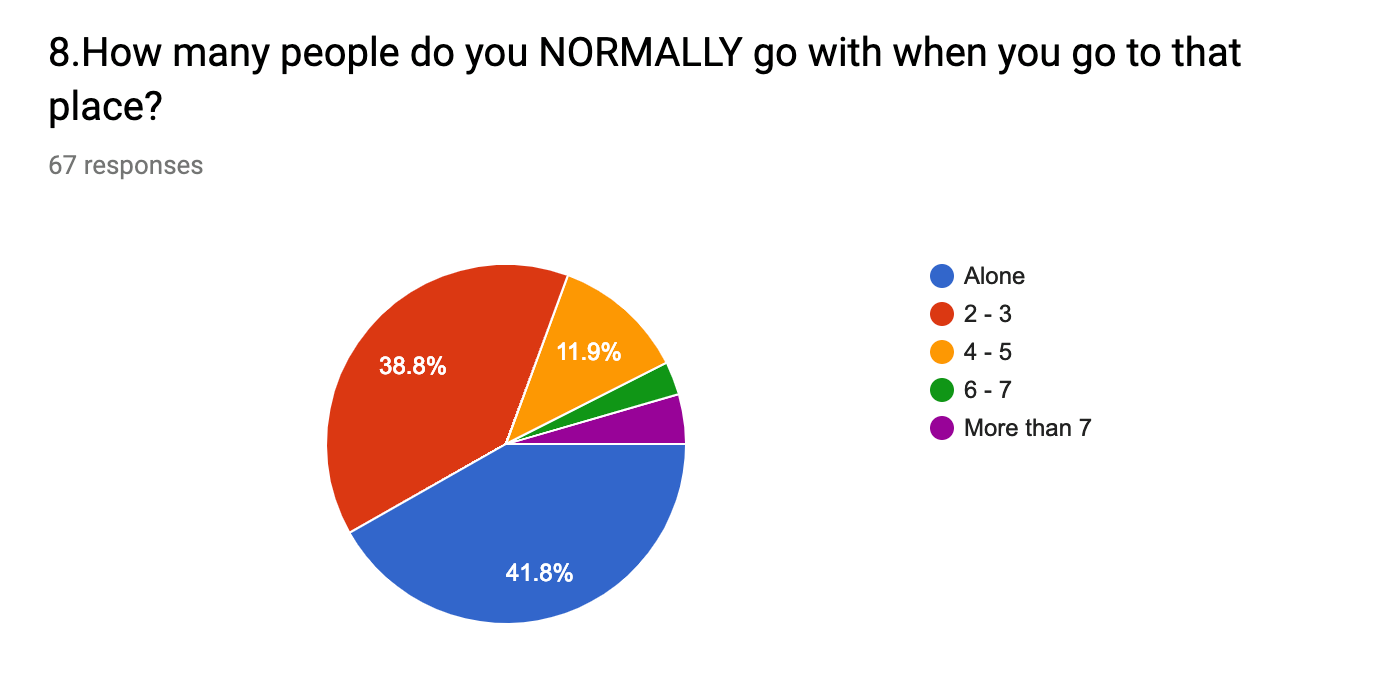 8.How many people do you NORMALLY go with when you go to that
place?
67 responses
38.8%
11.9%
41.8%
Alone
2 - 3
4 - 5
6 - 7
More than 7